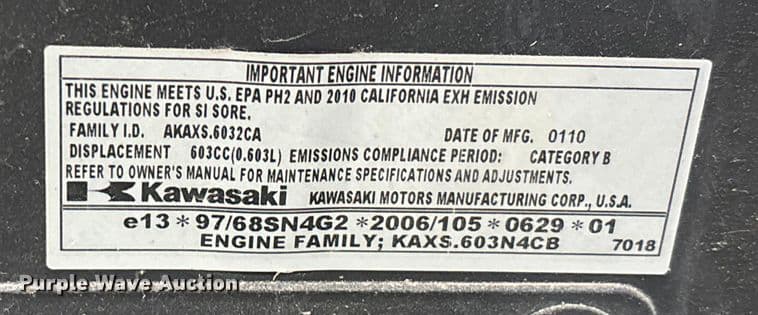 IMPORTANT ENGINE INFORMATION
THIS ENGINE MEETS U.S. EPA PH2 AND 2010 CALIFORNIA EXH EMISSION
REGULATIONS FOR SI SORE.
FAMILY I.D. AKAXS.6032CA DATE OF MFG. 0110
DISPLACEMENT 603CC(0.603L) EMISSIONS COMPLIANCE PERIOD: CATEGORY B
REFER TO OWNER'S MANUAL FOR MAINTENANCE SPECIFICATIONS AND ADJUSTMENTS.
Kawasaki KAWASAKI MOTORS MANUFACTURING CORP., U.S.A.
e13*97/68SN4G2*2006/105*0629*01
ENGINE FAMILY; KAXS.603N4CB 7018
Purple Wave Auction